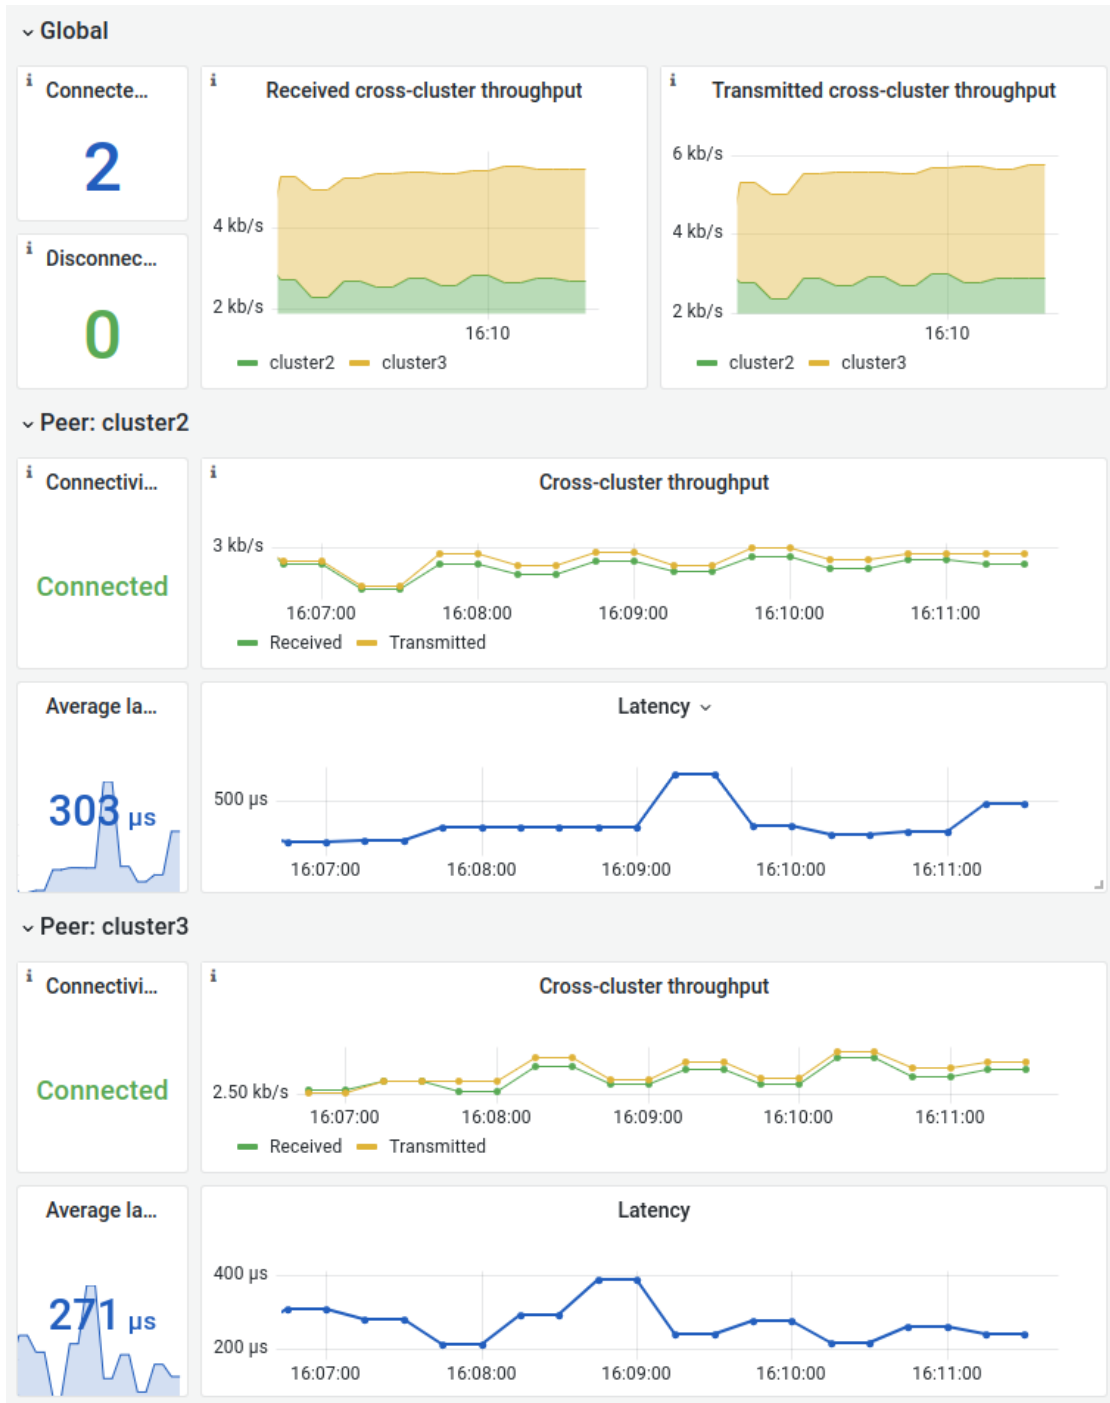 Global
Connecte...
2
Disconnec...
0
Received cross-cluster throughput
4 kb/s
2 kb/s
16:10
cluster2 cluster3
Transmitted cross-cluster throughput
6 kb/s
4 kb/s
2 kb/s
16:10
cluster2 cluster3
Peer: cluster2
Connectivi...
Connected
Cross-cluster throughput
3 kb/s
16:07:00 16:08:00 16:09:00 16:10:00 16:11:00
Received Transmitted
Average la...
303 µs
Latency
500 µs
16:07:00 16:08:00 16:09:00 16:10:00 16:11:00
Peer: cluster3
Connectivi...
Connected
Cross-cluster throughput
2.50 kb/s
16:07:00 16:08:00 16:09:00 16:10:00 16:11:00
Received Transmitted
Average la...
271 µs
Latency
400 µs
200 µs
16:07:00 16:08:00 16:09:00 16:10:00 16:11:00